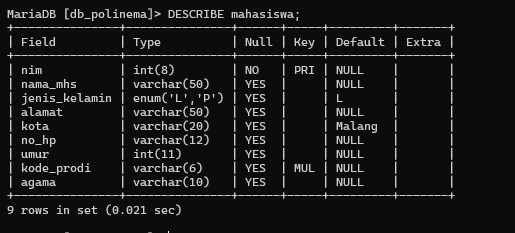 MariaDB [db_polinema]> DESCRIBE mahasiswa;
+---------------+---------------+------+-----+---------+-------+
| Field         | Type          | Null | Key | Default | Extra |
+---------------+---------------+------+-----+---------+-------+
| nim           | int(8)        | NO   | PRI | NULL    |       |
| nama_mhs      | varchar(50)   | YES  |     | NULL    |       |
| jenis_kelamin | enum('L','P') | YES  |     | L       |       |
| alamat        | varchar(50)   | YES  |     | NULL    |       |
| kota          | varchar(20)   | YES  |     | Malang  |       |
| no_hp         | varchar(12)   | YES  |     | NULL    |       |
| umur          | int(11)       | YES  |     | NULL    |       |
| kode_prodi    | varchar(6)    | YES  | MUL | NULL    |       |
| agama         | varchar(10)   | YES  |     | NULL    |       |
+---------------+---------------+------+-----+---------+-------+
9 rows in set (0.021 sec)